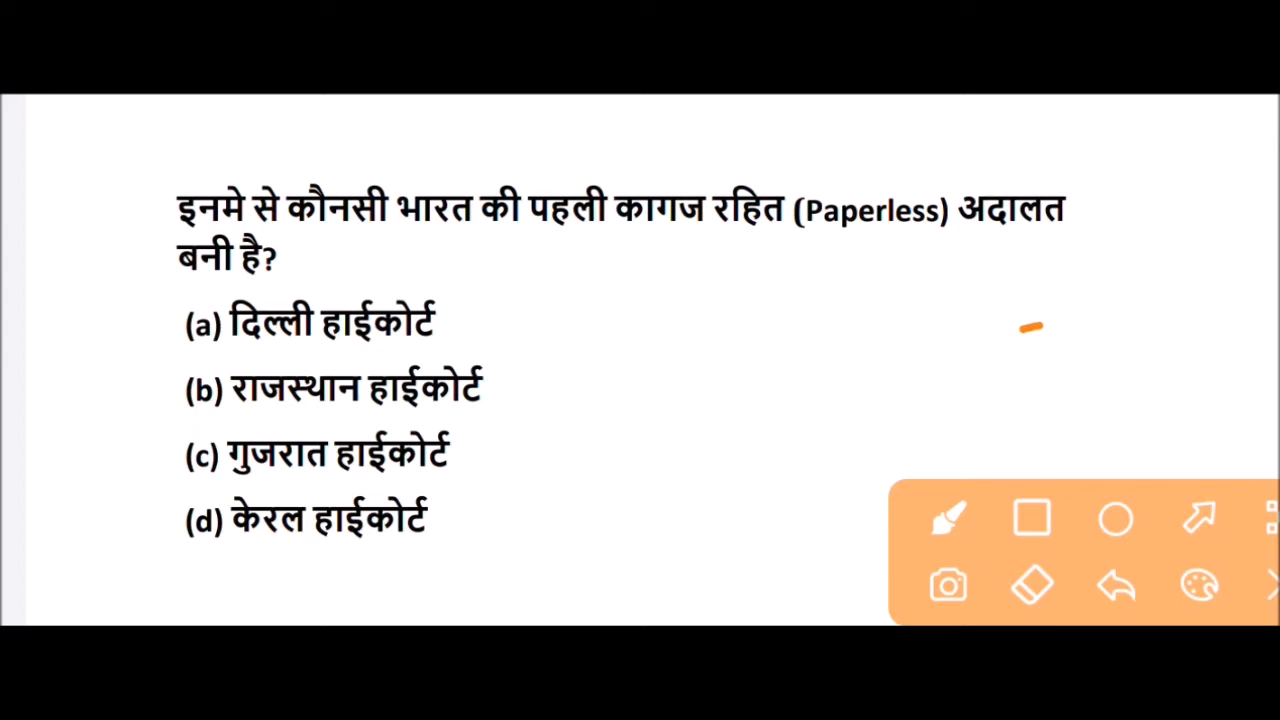 इनमे से कौनसी भारत की पहली कागज रहित (Paperless) अदालत
बनी है?
(a) दिल्ली हाईकोर्ट
(b) राजस्थान हाईकोर्ट
(c) गुजरात हाईकोर्ट
(d) केरल हाईकोर्ट